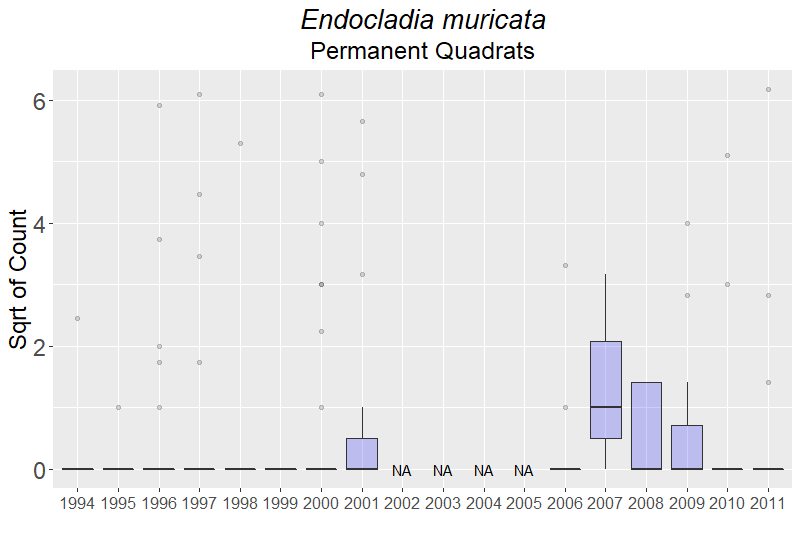 Endocladia muricata
Permanent Quadrats
Sqrt of Count
6
4
2
0
NA NA NA NA
1994 1995 1996 1997 1998 1999 2000 2001 2002 2003 2004 2005 2006 2007 2008 2009 2010 2011